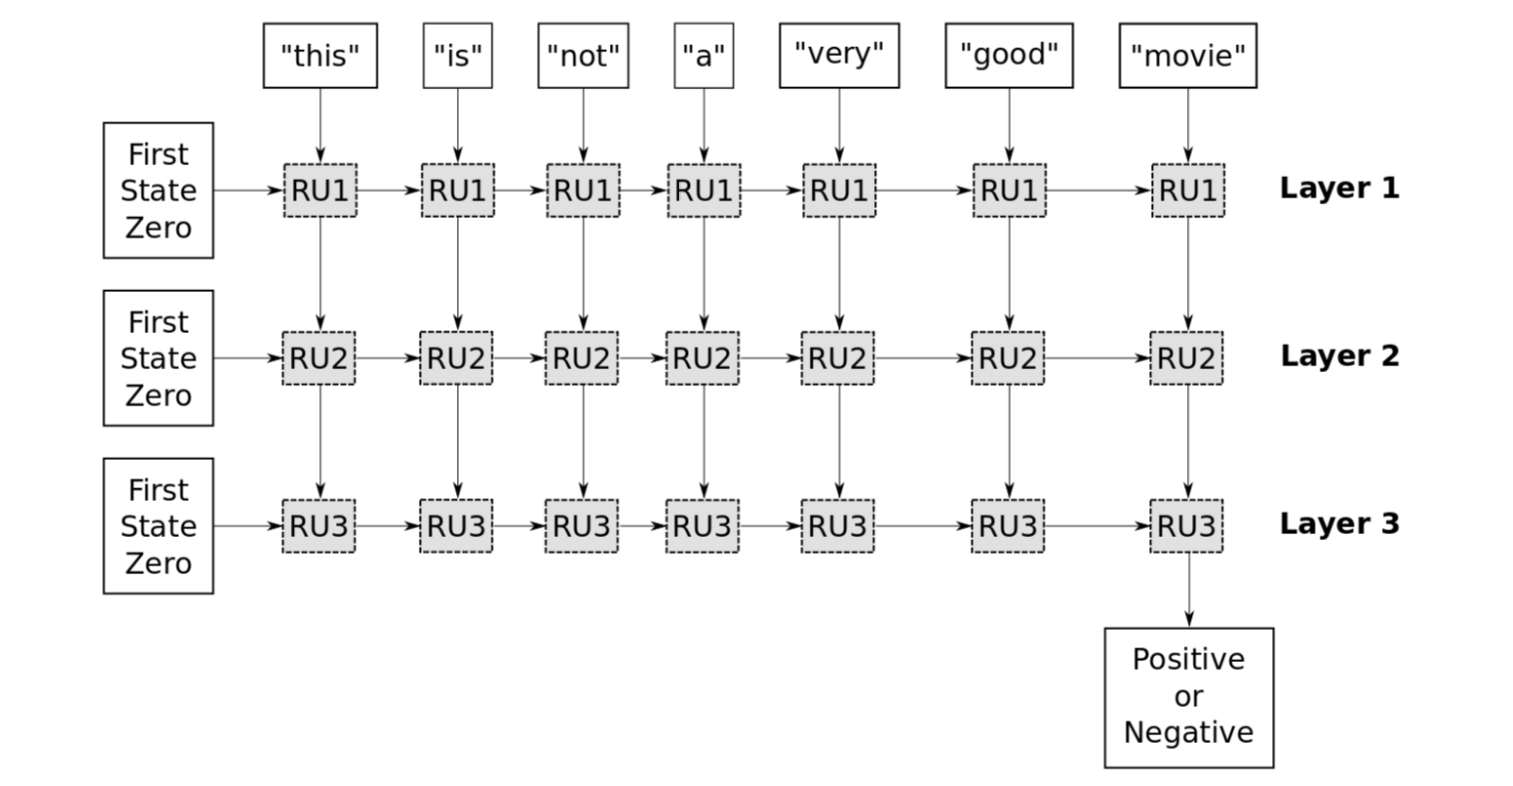 "this" "is" "not" "a" "very" "good" "movie"
First
State
Zero
RU1 RU1 RU1 RU1 RU1 RU1 RU1 Layer 1
First
State
Zero
RU2 RU2 RU2 RU2 RU2 RU2 RU2 Layer 2
First
State
Zero
RU3 RU3 RU3 RU3 RU3 RU3 RU3 Layer 3
Positive
or
Negative